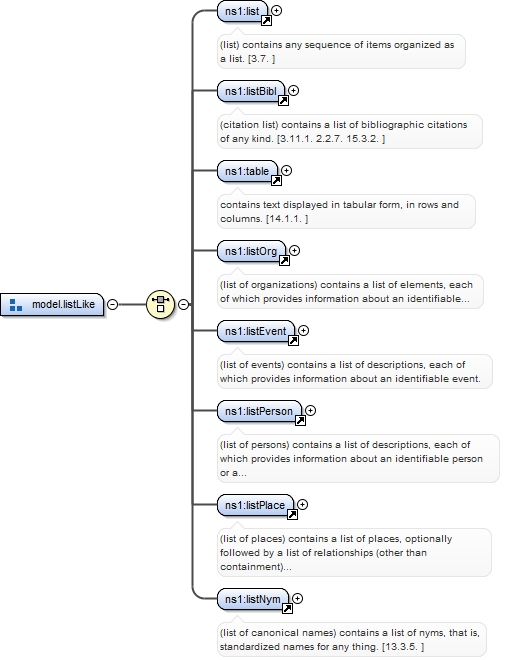 ns1:list
(list) contains any sequence of items organized as
a list. [3.7. ]
ns1:listBibl
(citation list) contains a list of bibliographic citations
of any kind. [3.11.1. 2.2.7. 15.3.2. ]
ns1:table
contains text displayed in tabular form, in rows and
columns. [14.1.1. ]
ns1:listOrg
(list of organizations) contains a list of elements, each
of which provides information about an identifiable...
model.listLike
ns1:listEvent
(list of events) contains a list of descriptions, each of
which provides information about an identifiable event.
ns1:listPerson
(list of persons) contains a list of descriptions, each of
which provides information about an identifiable person
or a...
ns1:listPlace
(list of places) contains a list of places, optionally
followed by a list of relationships (other than
containment)...
ns1:listNym
(list of canonical names) contains a list of nyms, that is,
standardized names for any thing. [13.3.5. ]